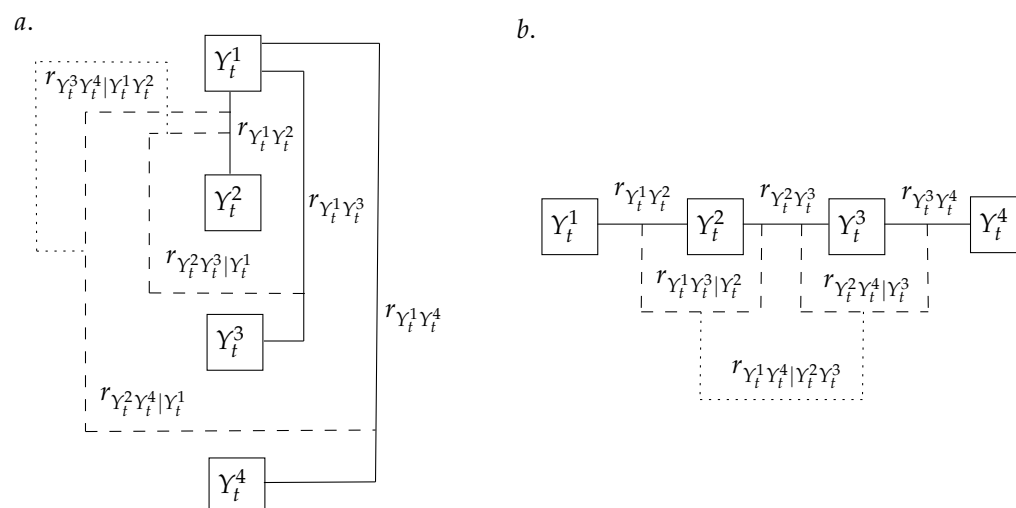 a.
Y_t^1
r_{Y_t^3 Y_t^4 | Y_t^1 Y_t^2}
r_{Y_t^1 Y_t^2}
Y_t^2
r_{Y_t^1 Y_t^3}
r_{Y_t^2 Y_t^3 | Y_t^1}
Y_t^3
r_{Y_t^1 Y_t^4}
r_{Y_t^2 Y_t^4 | Y_t^1}
Y_t^4
b.
r_{Y_t^1 Y_t^2} r_{Y_t^2 Y_t^3} r_{Y_t^3 Y_t^4}
Y_t^1 Y_t^2 Y_t^3 Y_t^4
r_{Y_t^1 Y_t^3 | Y_t^2} r_{Y_t^2 Y_t^4 | Y_t^3}
r_{Y_t^1 Y_t^4 | Y_t^2 Y_t^3}